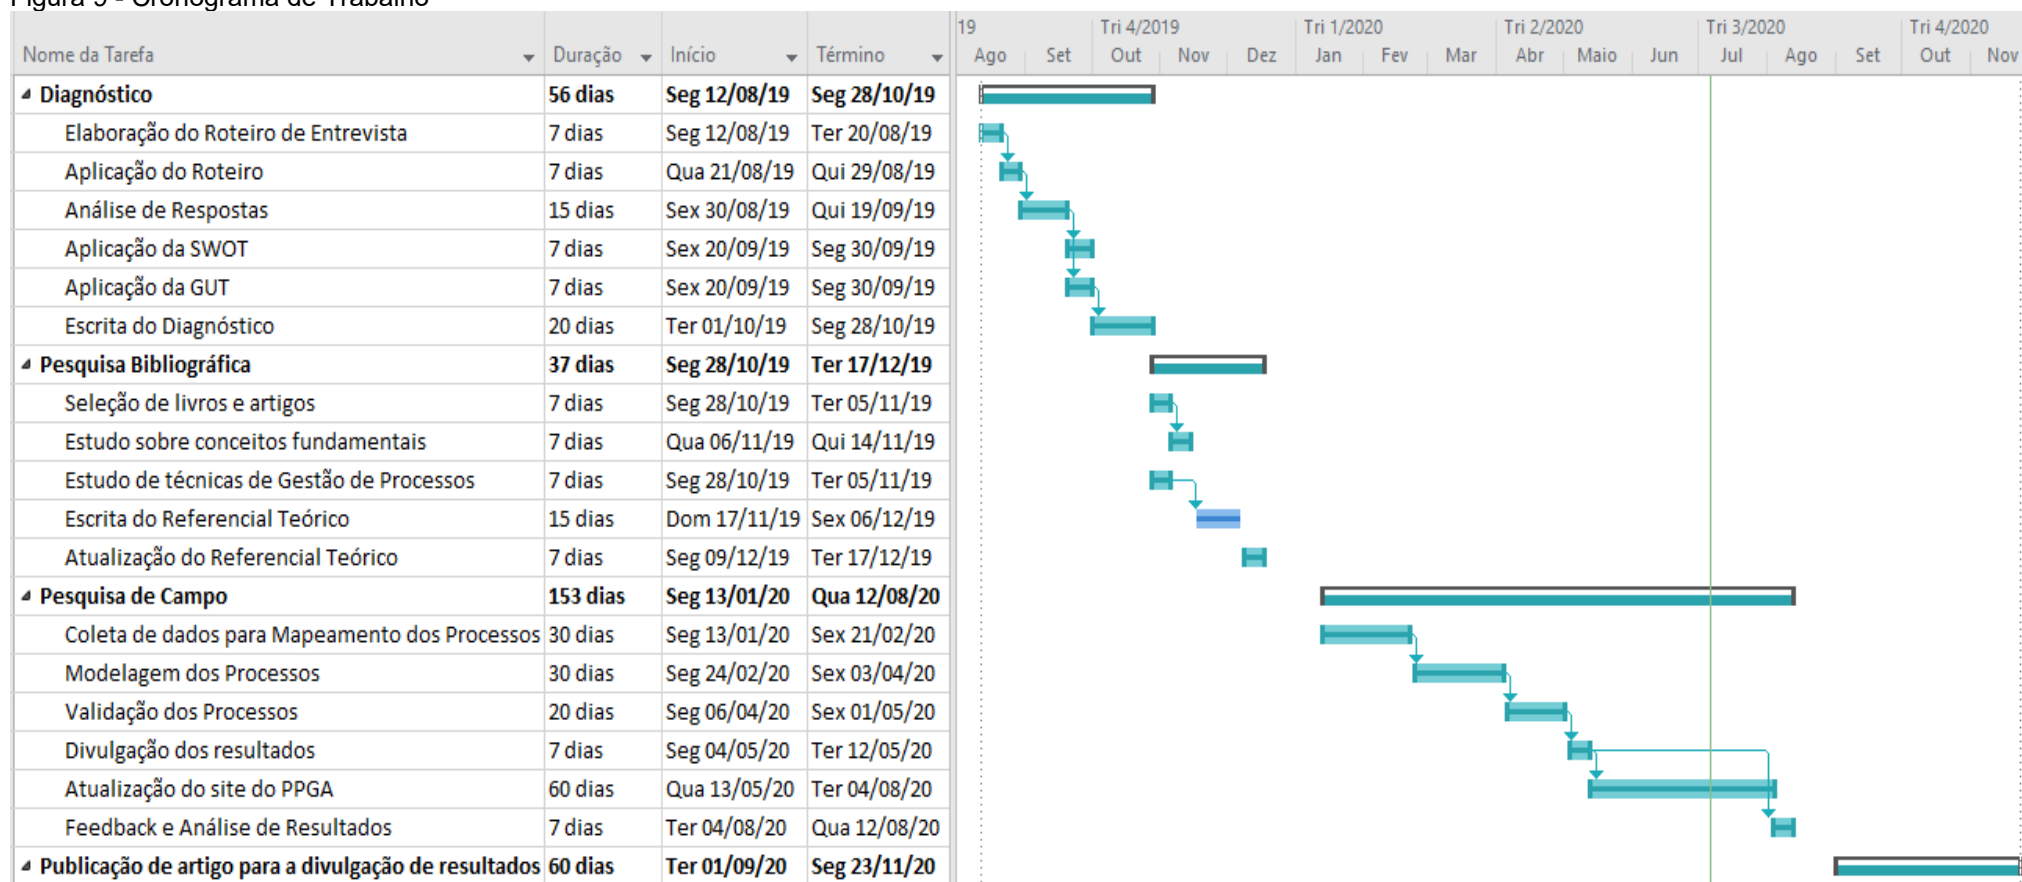 Figura 9 - Cronograma de Trabalho
19 Tri 4/2019 Tri 1/2020 Tri 2/2020 Tri 3/2020 Tri 4/2020
Nome da Tarefa Duração Início Término Ago Set Out Nov Dez Jan Fev Mar Abr Maio Jun Jul Ago Set Out Nov
Diagnóstico 56 dias Seg 12/08/19 Seg 28/10/19
Elaboração do Roteiro de Entrevista 7 dias Seg 12/08/19 Ter 20/08/19
Aplicação do Roteiro 7 dias Qua 21/08/19 Qui 29/08/19
Análise de Respostas 15 dias Sex 30/08/19 Qui 19/09/19
Aplicação da SWOT 7 dias Sex 20/09/19 Seg 30/09/19
Aplicação da GUT 7 dias Sex 20/09/19 Seg 30/09/19
Escrita do Diagnóstico 20 dias Ter 01/10/19 Seg 28/10/19
Pesquisa Bibliográfica 37 dias Seg 28/10/19 Ter 17/12/19
Seleção de livros e artigos 7 dias Seg 28/10/19 Ter 05/11/19
Estudo sobre conceitos fundamentais 7 dias Qua 06/11/19 Qui 14/11/19
Estudo de técnicas de Gestão de Processos 7 dias Seg 28/10/19 Ter 05/11/19
Escrita do Referencial Teórico 15 dias Dom 17/11/19 Sex 06/12/19
Atualização do Referencial Teórico 7 dias Seg 09/12/19 Ter 17/12/19
Pesquisa de Campo 153 dias Seg 13/01/20 Qua 12/08/20
Coleta de dados para Mapeamento dos Processos 30 dias Seg 13/01/20 Sex 21/02/20
Modelagem dos Processos 30 dias Seg 24/02/20 Sex 03/04/20
Validação dos Processos 20 dias Seg 06/04/20 Sex 01/05/20
Divulgação dos resultados 7 dias Seg 04/05/20 Ter 12/05/20
Atualização do site do PPGA 60 dias Qua 13/05/20 Ter 04/08/20
Feedback e Análise de Resultados 7 dias Ter 04/08/20 Qua 12/08/20
Publicação de artigo para a divulgação de resultados 60 dias Ter 01/09/20 Seg 23/11/20